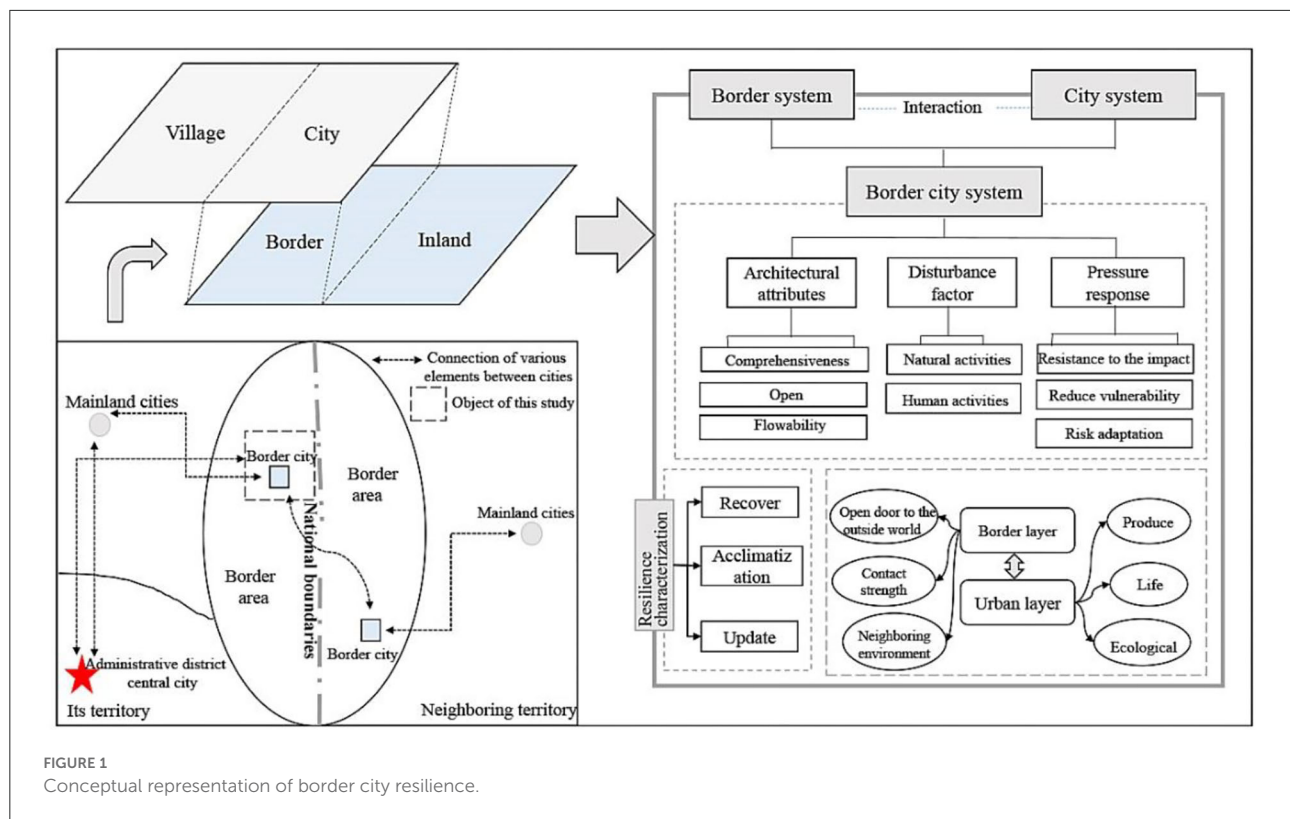 Village
City
Border
Inland
Connection of various
elements between cities
Object of this study
Mainland cities
Border city
Border
area
Mainland cities
National boundaries
Border
area
Border city
Administrative district
central city
Its territory
Neighboring territory
Border system
Interaction
City system
Border city system
Architectural
attributes
Disturbance
factor
Pressure
response
Comprehensiveness
Open
Flowability
Natural activities
Human activities
Resistance to the impact
Reduce vulnerability
Risk adaptation
Resilience
characterization
Recover
Acclimatiz
ation
Update
Open door to the
outside world
Contact
strength
Neighboring
environment
Border layer
Urban layer
Produce
Life
Ecological
FIGURE 1
Conceptual representation of border city resilience.